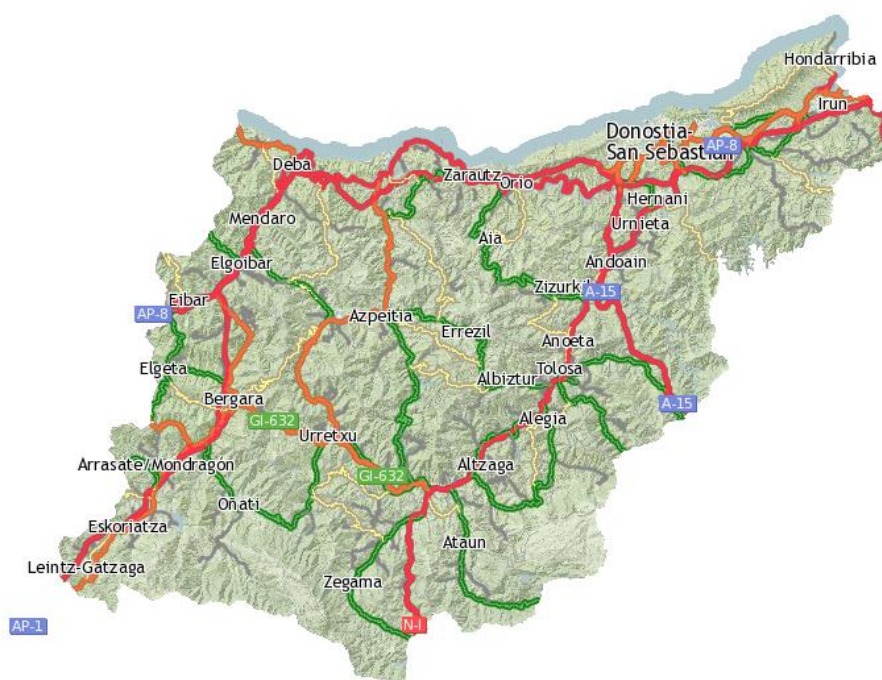 Hondarribia
Irun
Donostia-
San Sebastián
AP-8
Deba
Zarautz
Orio
Hernani
Mendaro
Urnieta
Aia
Elgoibar
Andoain
Eibar
Zizurkil
A-15
AP-8
Azpeitia
Errezil
Anoeta
Elgeta
Albiztur
Tolosa
Bergara
A-15
GI-632
Alegia
Urretxu
Arrasate/Mondragón
Altzaga
GI-632
Oñati
Eskoriatza
Ataun
Leintz-Gatzaga
Zegama
AP-1
N-I